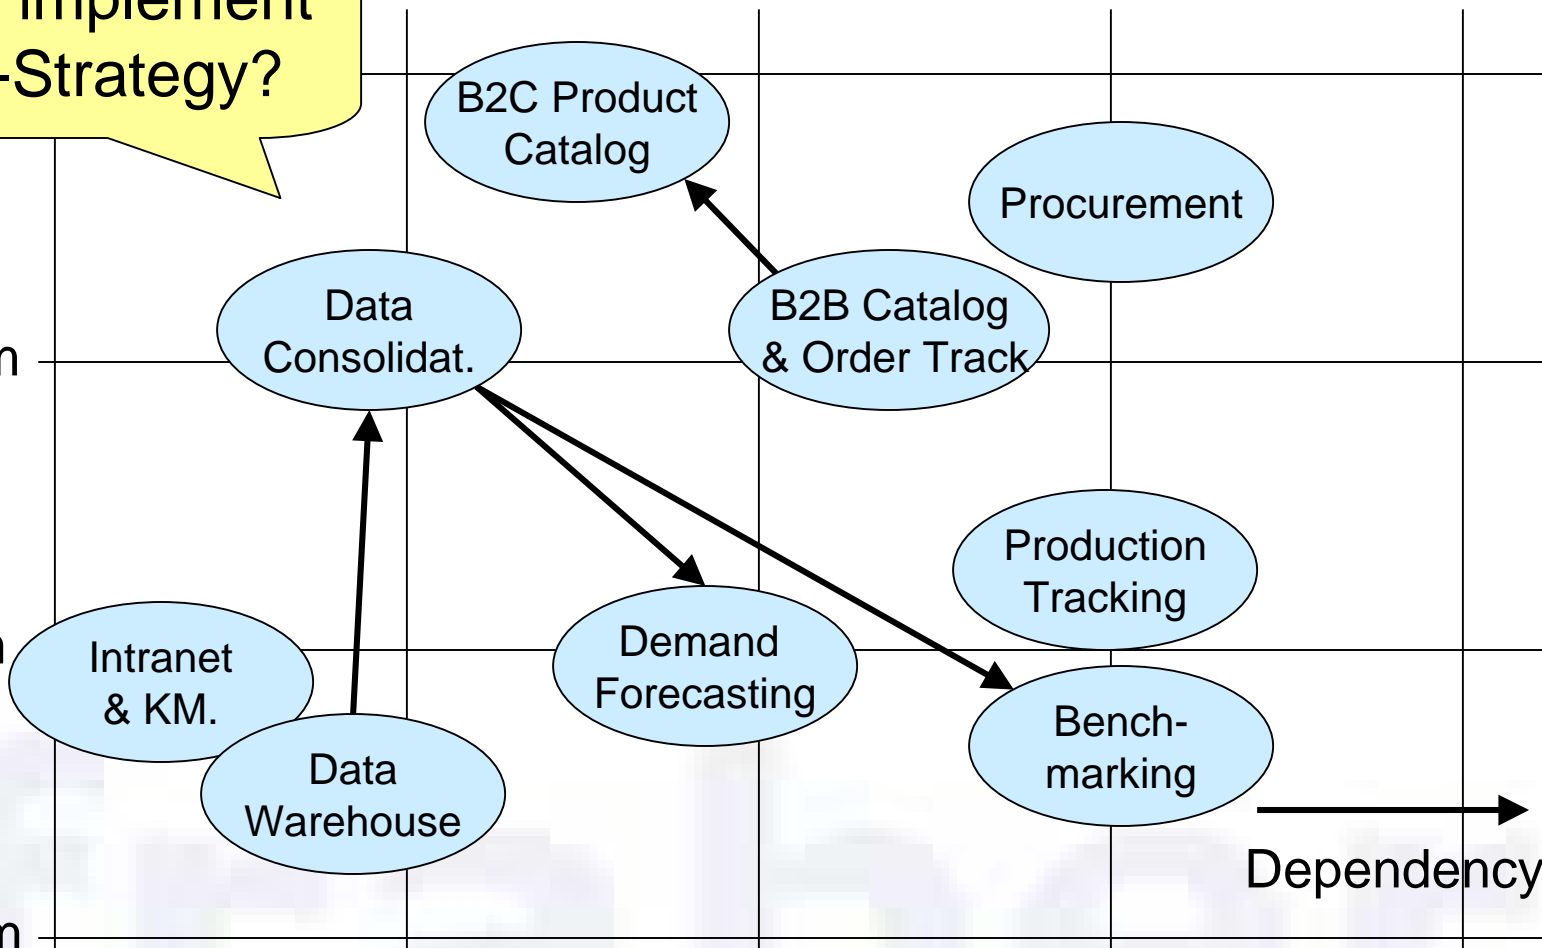 implement
-Strategy?
B2C Product
Catalog
Procurement
Data
Consolidat.
B2B Catalog
& Order Track
m
Production
Tracking
Intranet
& KM.
Demand
Forecasting
Bench-
marking
Data
Warehouse
Dependency
m